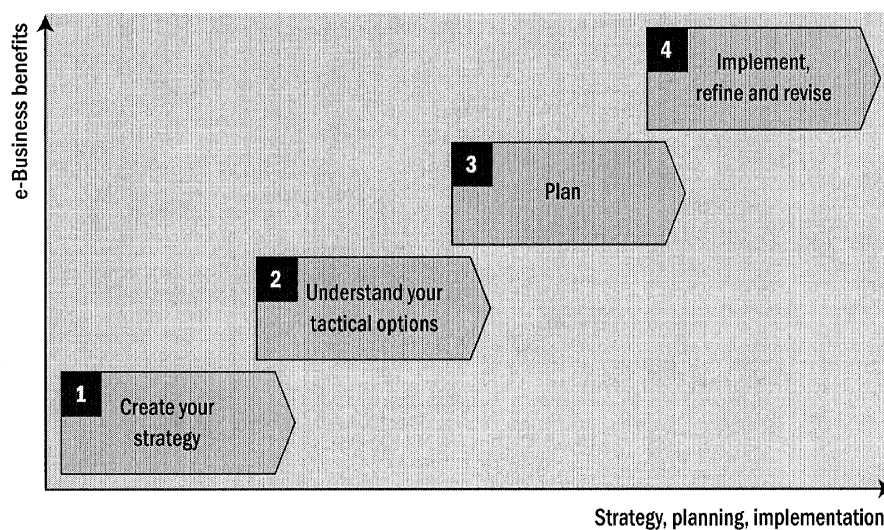 e-Business benefits
4
Implement,
refine and revise
3
Plan
2
Understand your
tactical options
1
Create your
strategy
Strategy, planning, implementation